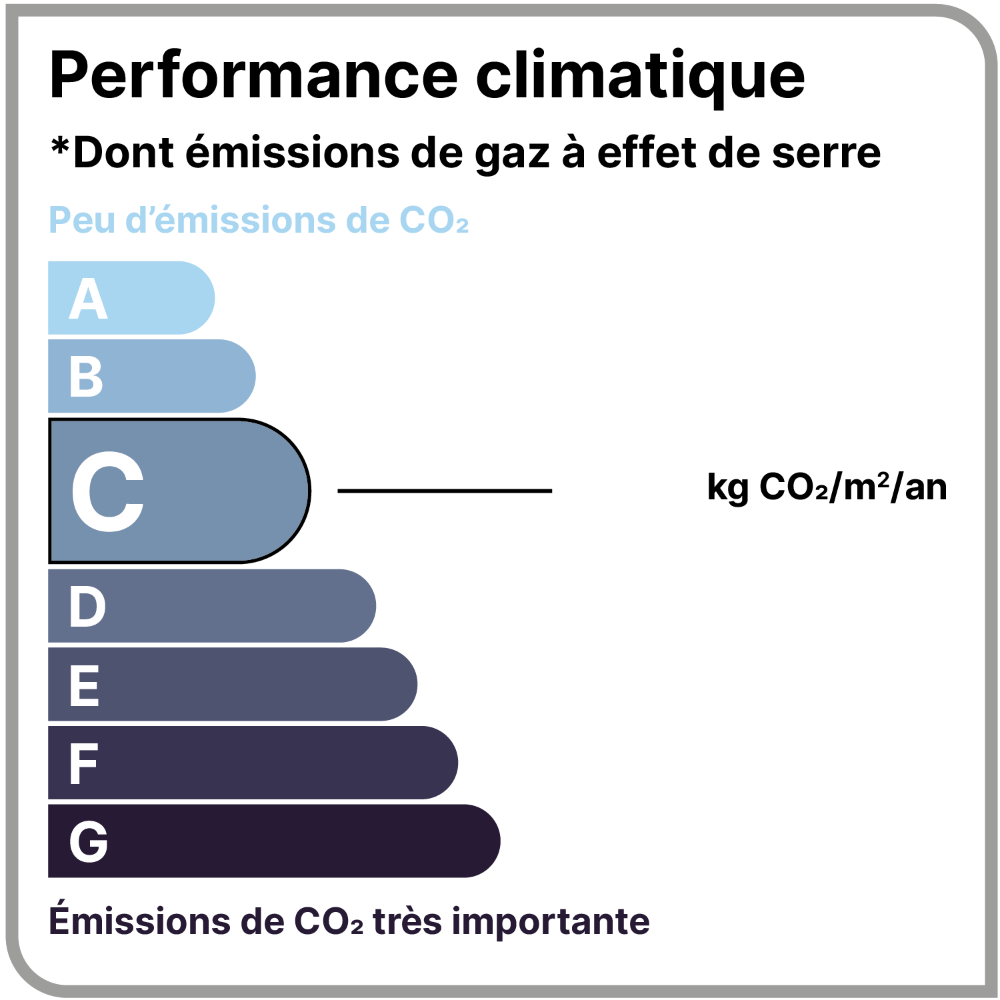 Performance climatique
*Dont émissions de gaz à effet de serre
Peu d’émissions de CO₂
A
B
C
kg CO₂/m²/an
D
E
F
G
Émissions de CO₂ très importante